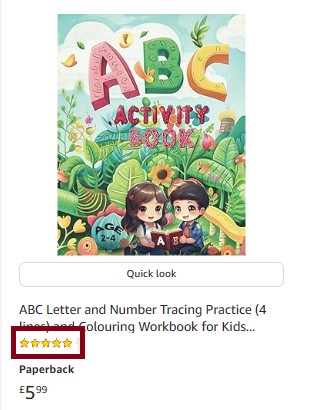 ABC
ACTIVITY
BOOK
AGE
2-4
A B
Quick look
ABC Letter and Number Tracing Practice (4
lines) and Colouring Workbook for Kids...
Paperback
£5.99